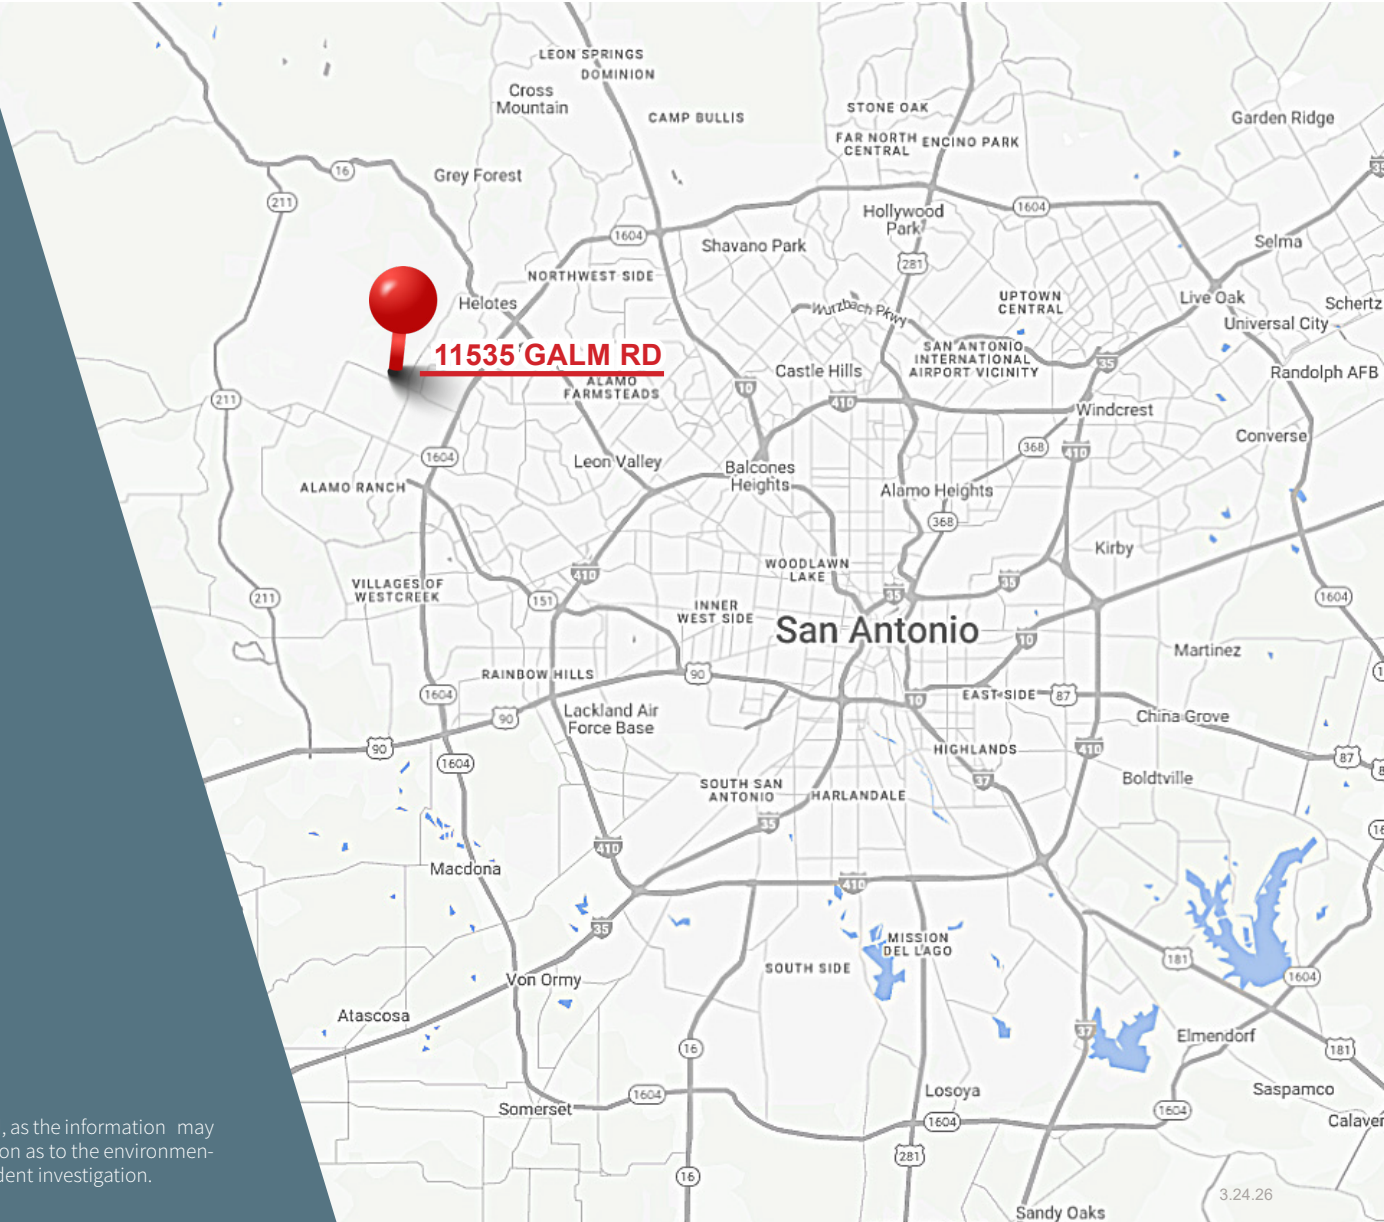 LEON SPRINGS
DOMINION
Cross
Mountain
CAMP BULLIS
STONE OAK
Garden Ridge
FAR NORTH
CENTRAL
ENCINO PARK
35
16
Grey Forest
211
1604
Hollywood
Park
1604
Shavano Park
Selma
281
NORTHWEST SIDE
Helotes
UPTOWN
CENTRAL
Live Oak
Schertz
Wurzbach Pkwy
Universal City
11535 GALM RD
SAN ANTONIO
INTERNATIONAL
AIRPORT VICINITY
35
Castle Hills
Randolph AFB
ALAMO
FARMSTEADS
10
410
211
Windcrest
Converse
368
410
1604
Leon Valley
Balcones
Heights
ALAMO RANCH
Alamo Heights
368
Kirby
WOODLAWN
LAKE
410
35
VILLAGES OF
WESTCREEK
35
211
151
1604
INNER
WEST SIDE
San Antonio
10
Martinez
RAINBOW HILLS
90
1604
EAST SIDE
87
10
90
Lackland Air
Force Base
China Grove
90
HIGHLANDS
410
1604
87
Boldtville
37
SOUTH SAN
ANTONIO
HARLANDALE
35
410
Macdona
410
35
MISSION
DEL LAGO
181
SOUTH SIDE
1604
Von Ormy
Atascosa
37
Elmendorf
16
181
1604
Losoya
Saspamco
Somerset
1604
1604
Calaver
, as the information may
on as to the environmen-
dent investigation.
281
16
3.24.26
Sandy Oaks